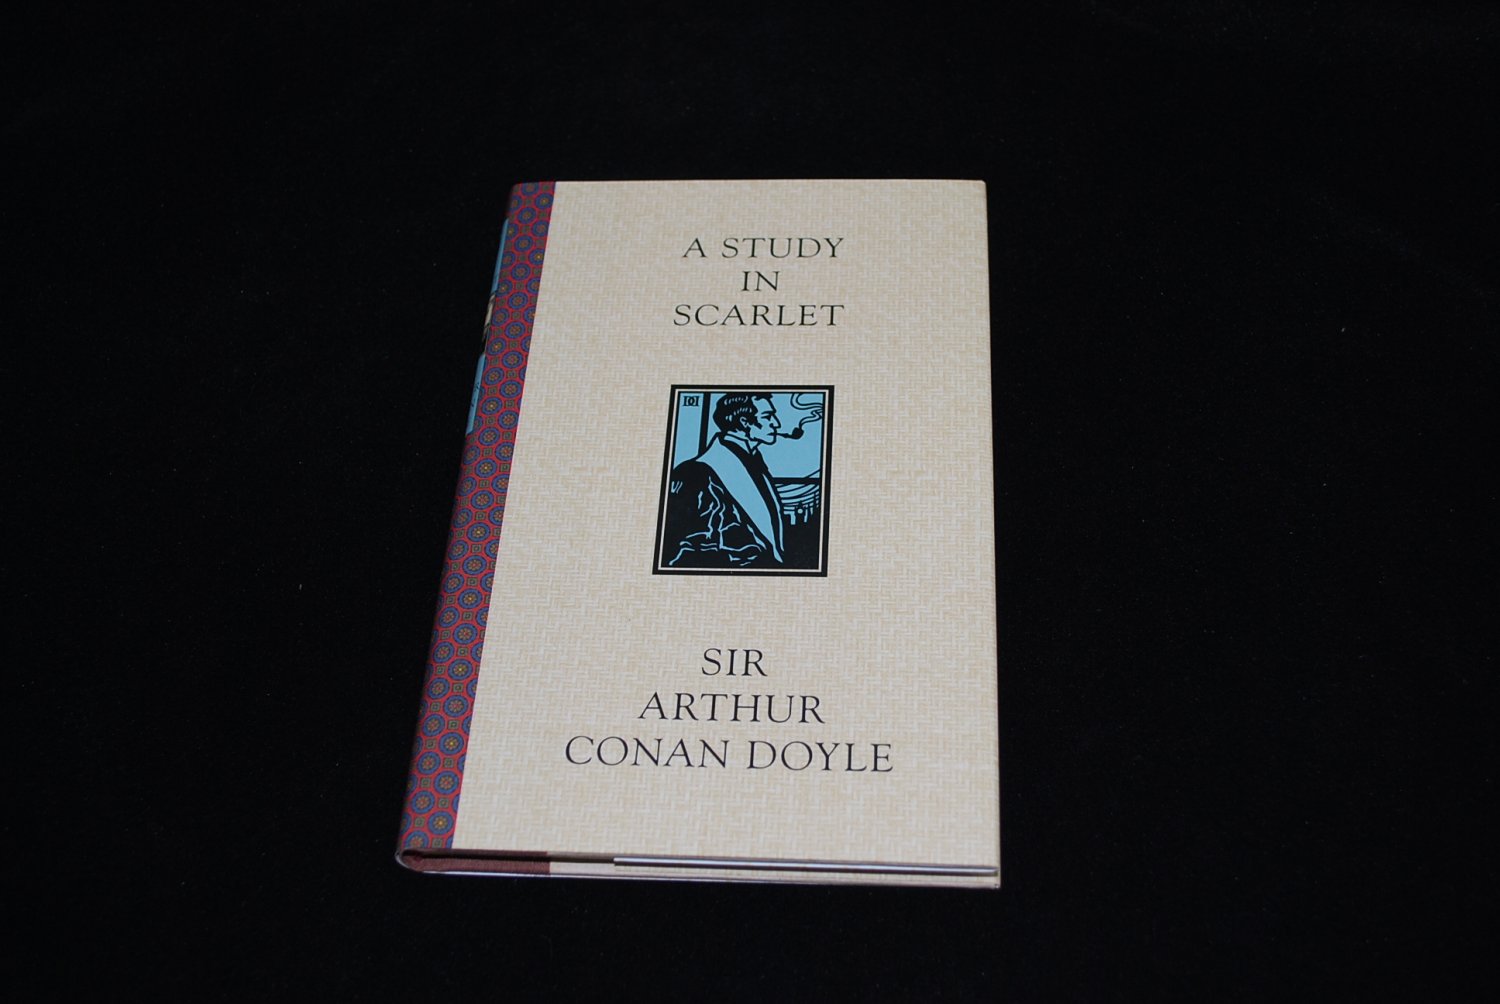 A STUDY
IN
SCARLET
SIR
ARTHUR
CONAN DOYLE